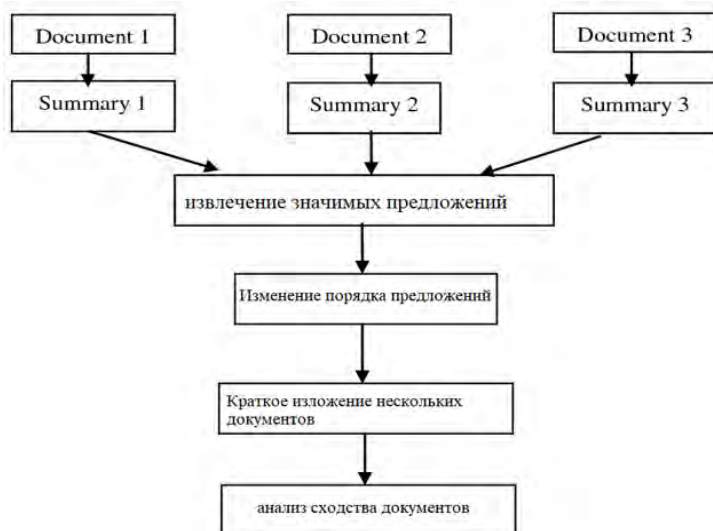 Document 1
Document 2
Document 3
Summary 1
Summary 2
Summary 3
извлечение значимых предложений
Изменение порядка предложений
Краткое изложение нескольких
документов
анализ сходства документов